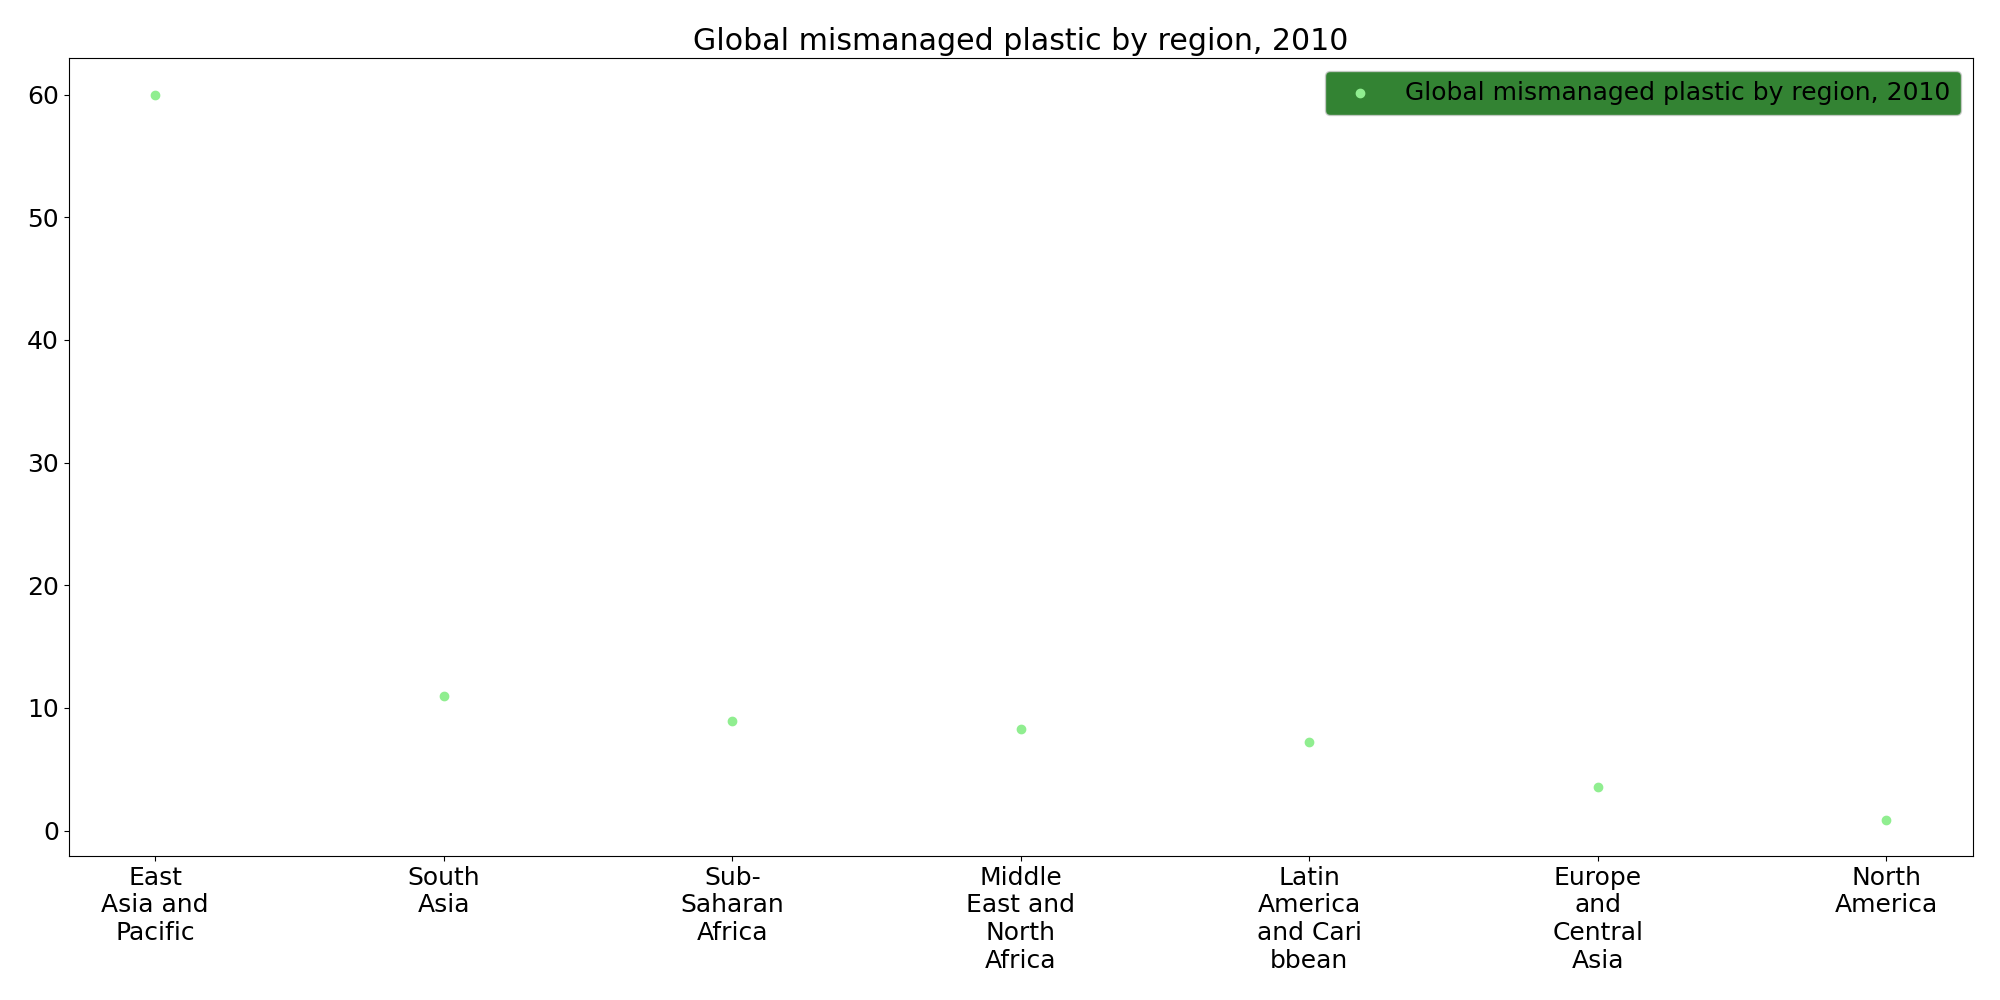 Global mismanaged plastic by region, 2010
Global mismanaged plastic by region, 2010
60
50
40
30
20
10
0
East
Asia and
Pacific
South
Asia
Sub-
Saharan
Africa
Middle
East and
North
Africa
Latin
America
and Cari
bbean
Europe
and
Central
Asia
North
America